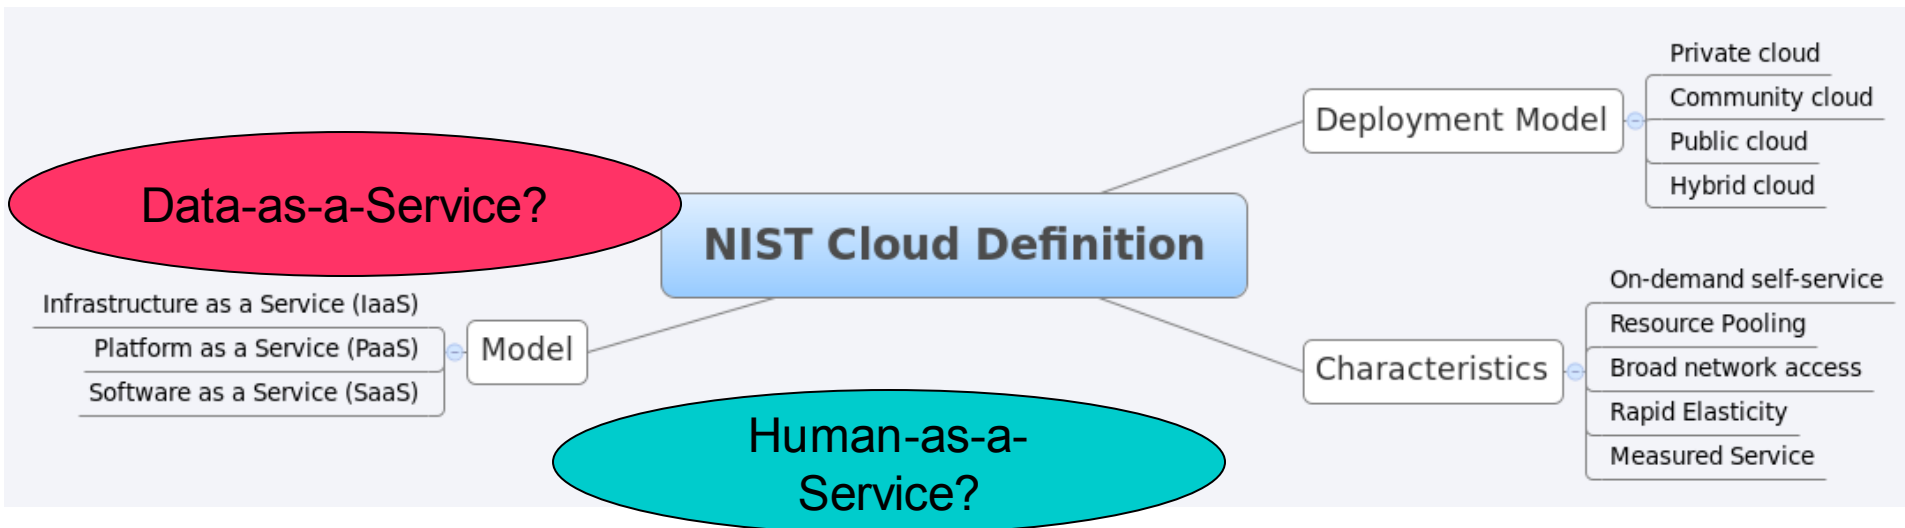 Private cloud
Community cloud
Deployment Model
Public cloud
Hybrid cloud
Data-as-a-Service?
NIST Cloud Definition
Infrastructure as a Service (IaaS)
Platform as a Service (PaaS)
Software as a Service (SaaS)
Model
On-demand self-service
Resource Pooling
Characteristics
Broad network access
Rapid Elasticity
Measured Service
Human-as-a-
Service?